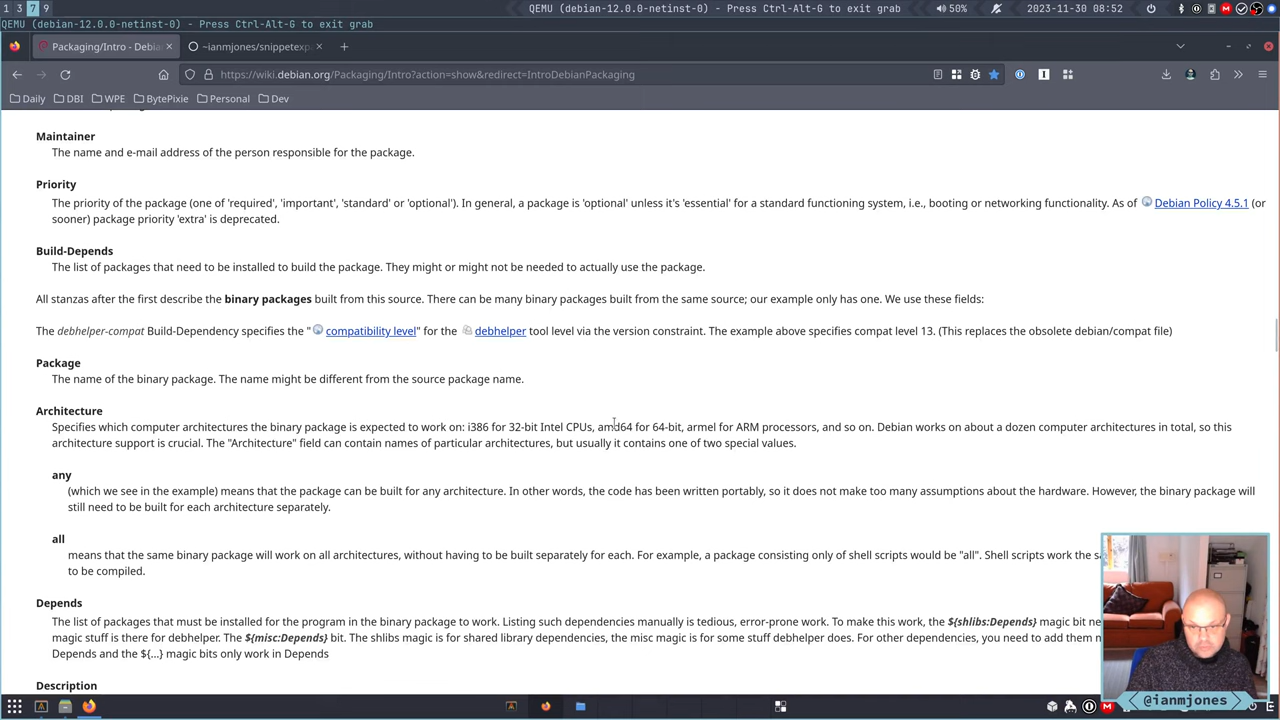 1 3 7 9 QEMU (debian-12.0.0-netinst-0) - Press Ctrl-Alt-G to exit grab 50% 2023-11-30 08:52
QEMU (debian-12.0.0-netinst-0) - Press Ctrl-Alt-G to exit grab
Packaging/Intro - Debia × ~ianmjones/snippetexp × +
https://wiki.debian.org/Packaging/Intro?action=show&redirect=IntroDebianPackaging
Daily DBI WPE BytePixie Personal Dev
Maintainer
The name and e-mail address of the person responsible for the package.
Priority
The priority of the package (one of 'required', 'important', 'standard' or 'optional'). In general, a package is 'optional' unless it's 'essential' for a standard functioning system, i.e., booting or networking functionality. As of Debian Policy 4.5.1 (or
sooner) package priority 'extra' is deprecated.
Build-Depends
The list of packages that need to be installed to build the package. They might or might not be needed to actually use the package.
All stanzas after the first describe the binary packages built from this source. There can be many binary packages built from the same source; our example only has one. We use these fields:
The debhelper-compat Build-Dependency specifies the "compatibility level" for the debhelper tool level via the version constraint. The example above specifies compat level 13. (This replaces the obsolete debian/compat file)
Package
The name of the binary package. The name might be different from the source package name.
Architecture
Specifies which computer architectures the binary package is expected to work on: i386 for 32-bit Intel CPUs, amd64 for 64-bit, armel for ARM processors, and so on. Debian works on about a dozen computer architectures in total, so this
architecture support is crucial. The "Architecture" field can contain names of particular architectures, but usually it contains one of two special values.
any
(which we see in the example) means that the package can be built for any architecture. In other words, the code has been written portably, so it does not make too many assumptions about the hardware. However, the binary package will
still need to be built for each architecture separately.
all
means that the same binary package will work on all architectures, without having to be built separately for each. For example, a package consisting only of shell scripts would be "all". Shell scripts work the sa
to be compiled.
Depends
The list of packages that must be installed for the program in the binary package to work. Listing such dependencies manually is tedious, error-prone work. To make this work, the ${shlibs:Depends} magic bit ne
magic stuff is there for debhelper. The ${misc:Depends} bit. The shlibs magic is for shared library dependencies, the misc magic is for some stuff debhelper does. For other dependencies, you need to add them m
Depends and the ${...} magic bits only work in Depends
Description
@ianmjones